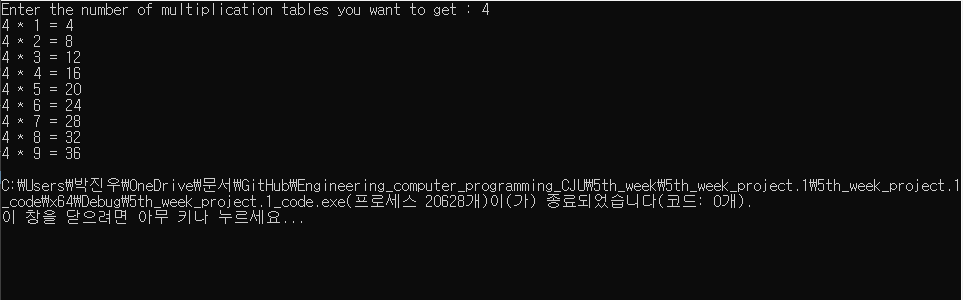 Enter the number of multiplication tables you want to get : 4
4 * 1 = 4
4 * 2 = 8
4 * 3 = 12
4 * 4 = 16
4 * 5 = 20
4 * 6 = 24
4 * 7 = 28
4 * 8 = 32
4 * 9 = 36
C:₩Users₩박진우₩OneDrive₩문서₩GitHub₩Engineering_computer_programming_CJU₩5th_week₩5th_week_project.1₩5th_week_project.1
_code₩x64₩Debug₩5th_week_project.1_code.exe(프로세스 20628개)이(가) 종료되었습니다(코드: 0개).
이 창을 닫으려면 아무 키나 누르세요...